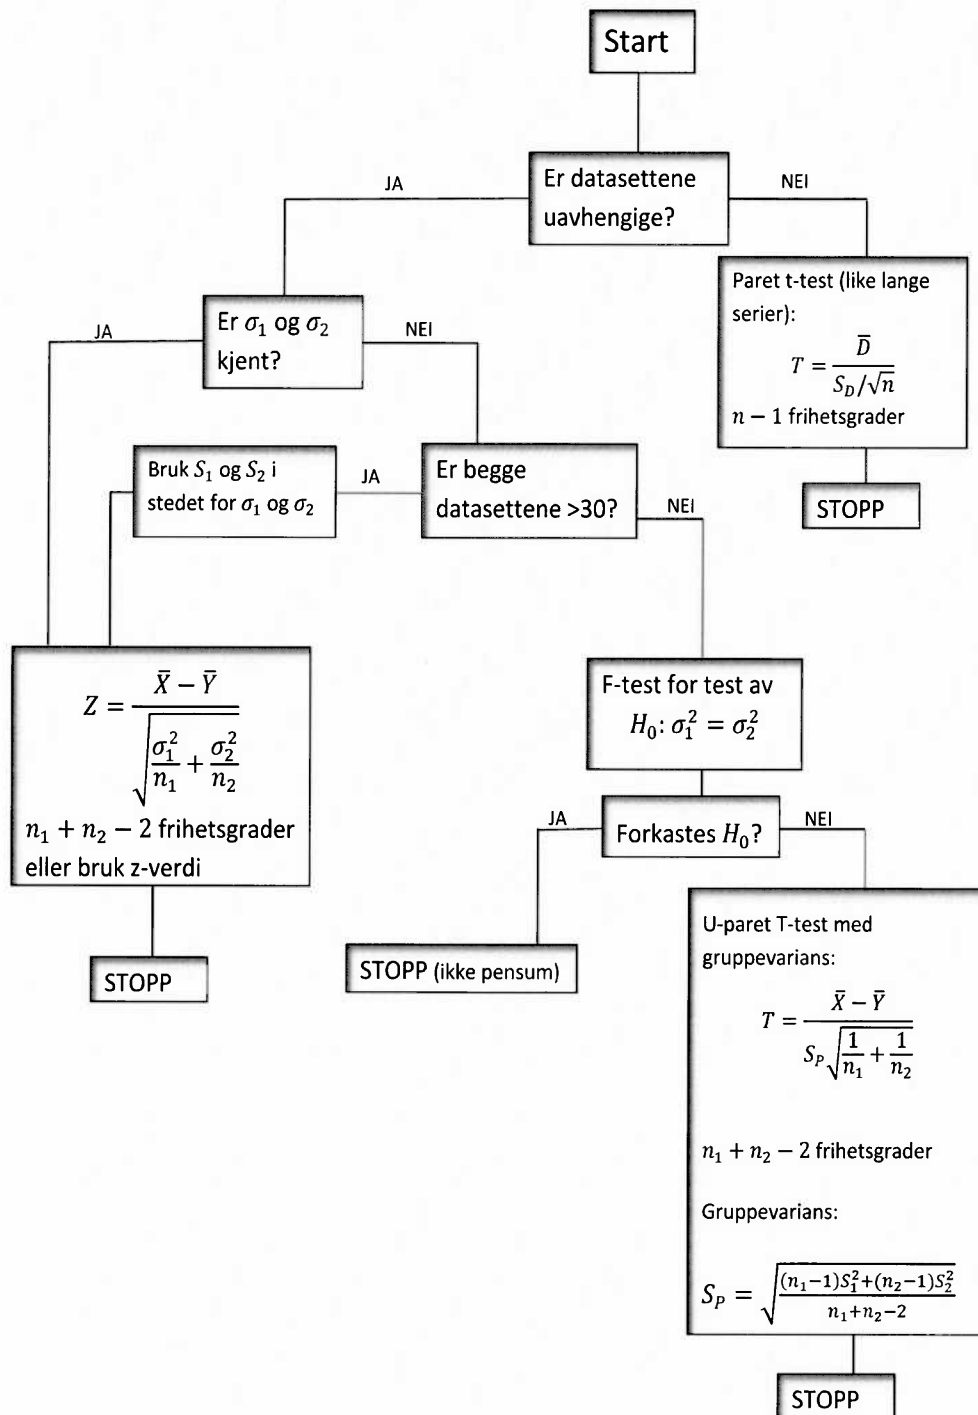 Start
Er datasettene
uavhengige?
JA
NEI
Paret t-test (like lange
serier):
T = D̅ / (S_D/√n)
n − 1 frihetsgrader
STOPP
Er σ₁ og σ₂
kjent?
JA
NEI
Bruk S₁ og S₂ i
stedet for σ₁ og σ₂
JA
Er begge
datasettene >30?
NEI
Z = (X̅ − Y̅) / √(σ₁²/n₁ + σ₂²/n₂)
n₁ + n₂ − 2 frihetsgrader
eller bruk z-verdi
STOPP
F-test for test av
H₀: σ₁² = σ₂²
JA
Forkastes H₀?
NEI
STOPP (ikke pensum)
U-paret T-test med
gruppevarians:
T = (X̅ − Y̅) / (S_P √(1/n₁ + 1/n₂))
n₁ + n₂ − 2 frihetsgrader
Gruppevarians:
S_P = √(((n₁−1)S₁²+(n₂−1)S₂²) / (n₁+n₂−2))
STOPP